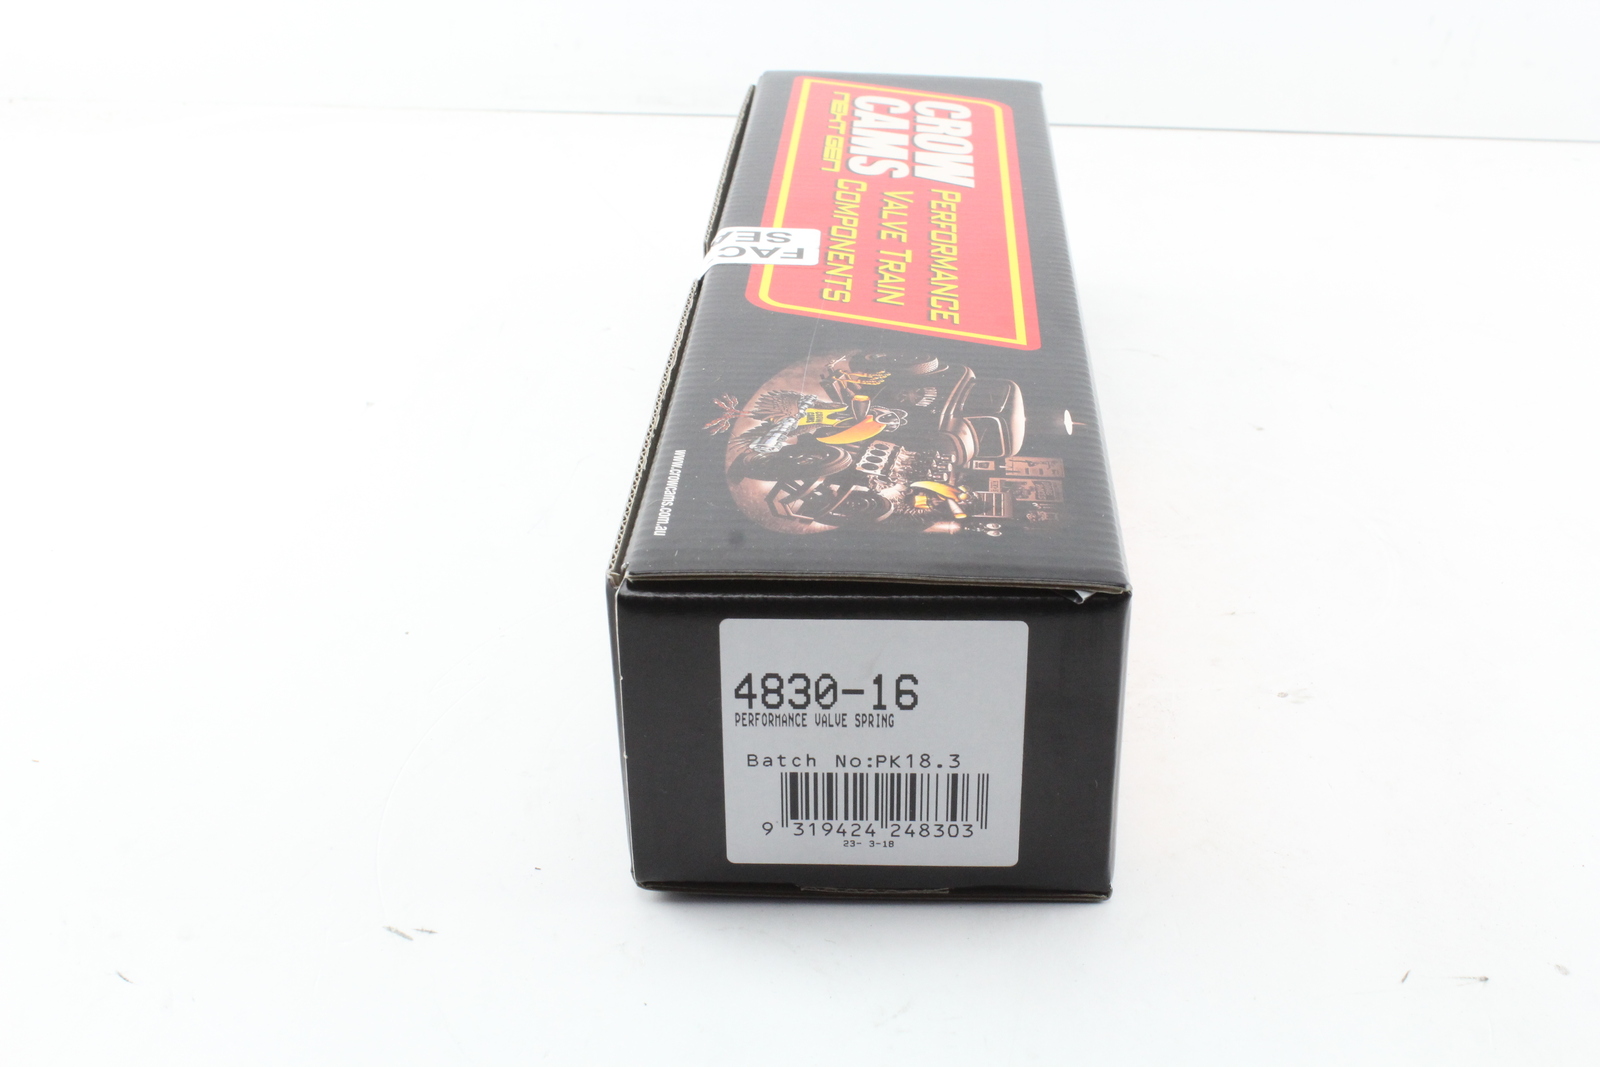 CROW
CAMS
NEXT GEN
PERFORMANCE
VALVE TRAIN
COMPONENTS
FAC
SEA
www.crowcams.com.au
4830-16
PERFORMANCE VALVE SPRING
Batch No:PK18.3
9 319424 248303
23- 3-18